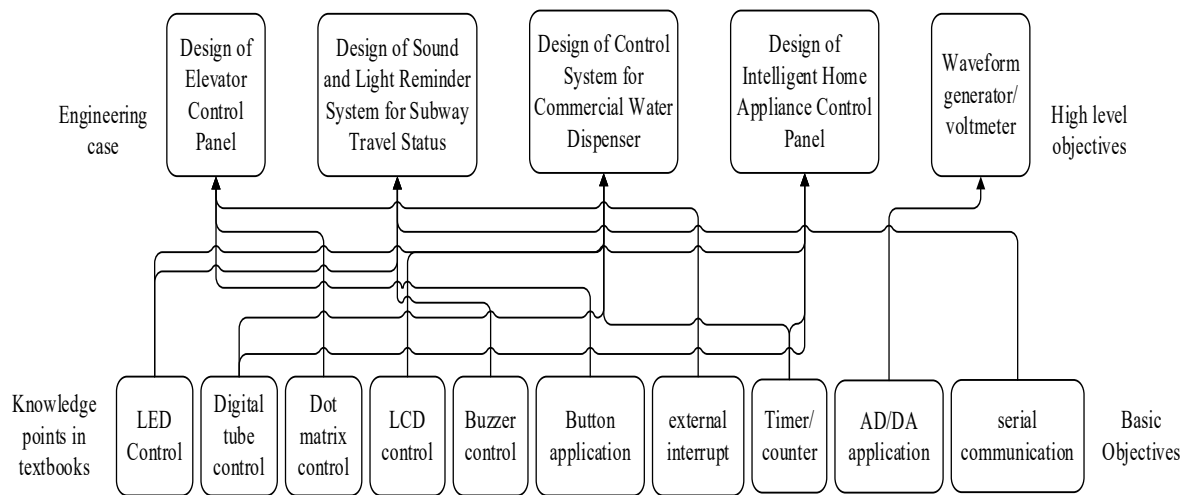 Engineering
case
Design of
Elevator
Control
Panel
Design of Sound
and Light Reminder
System for Subway
Travel Status
Design of Control
System for
Commercial Water
Dispenser
Design of
Intelligent Home
Appliance Control
Panel
Waveform
generator/
voltmeter
High level
objectives
Knowledge
points in
textbooks
LED
Control
Digital
tube
control
Dot
matrix
control
LCD
control
Buzzer
control
Button
application
external
interrupt
Timer/
counter
AD/DA
application
serial
communication
Basic
Objectives